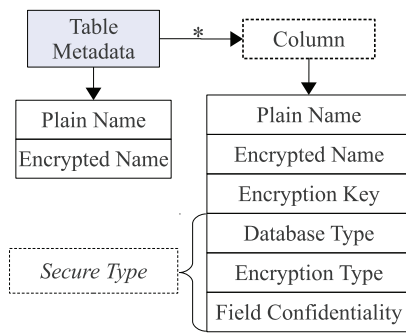 Table
Metadata
*
Column
Plain Name
Encrypted Name
Plain Name
Encrypted Name
Encryption Key
Database Type
Encryption Type
Field Confidentiality
Secure Type